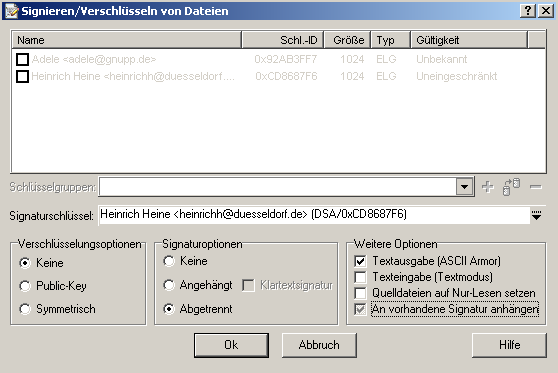 Signieren/Verschlüsseln von Dateien
Name Schl.-ID Größe Typ Gültigkeit
Adele <adele@gnupp.de> 0x92AB3FF7 1024 ELG Unbekannt
Heinrich Heine <heinrichh@duesseldorf.... 0xCD8687F6 1024 ELG Uneingeschränkt
Schlüsselgruppen:
Signaturschlüssel: Heinrich Heine <heinrichh@duesseldorf.de> (DSA/0xCD8687F6)
Verschlüsselungsoptionen
Keine
Public-Key
Symmetrisch
Signaturoptionen
Keine
Angehängt Klartextsignatur
Abgetrennt
Weitere Optionen
Textausgabe (ASCII Armor)
Texteingabe (Textmodus)
Quelldateien auf Nur-Lesen setzen
An vorhandene Signatur anhängen
Ok Abbruch Hilfe